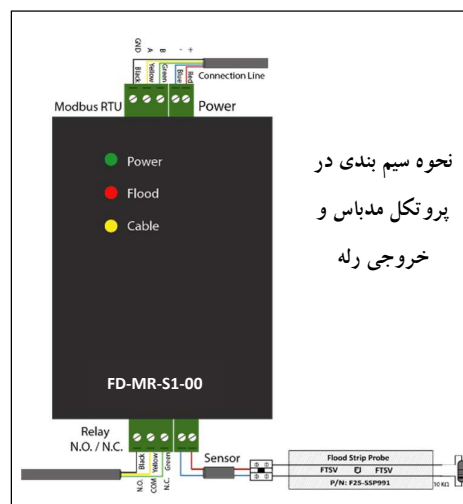 GND
A
B
-
+
Black
Yellow
Green
Blue
Red
Connection Line
Modbus RTU
Power
Power
Flood
Cable
نحوه سیم بندی در
پروتکل مدباس و
خروجی رله
FD-MR-S1-00
Relay
N.O. / N.C.
Black
Yellow
Green
N.O.
COM
N.C.
Sensor
Flood Strip Probe
FTSV FTSV
P/N: F25-SSP991
10 KΩ